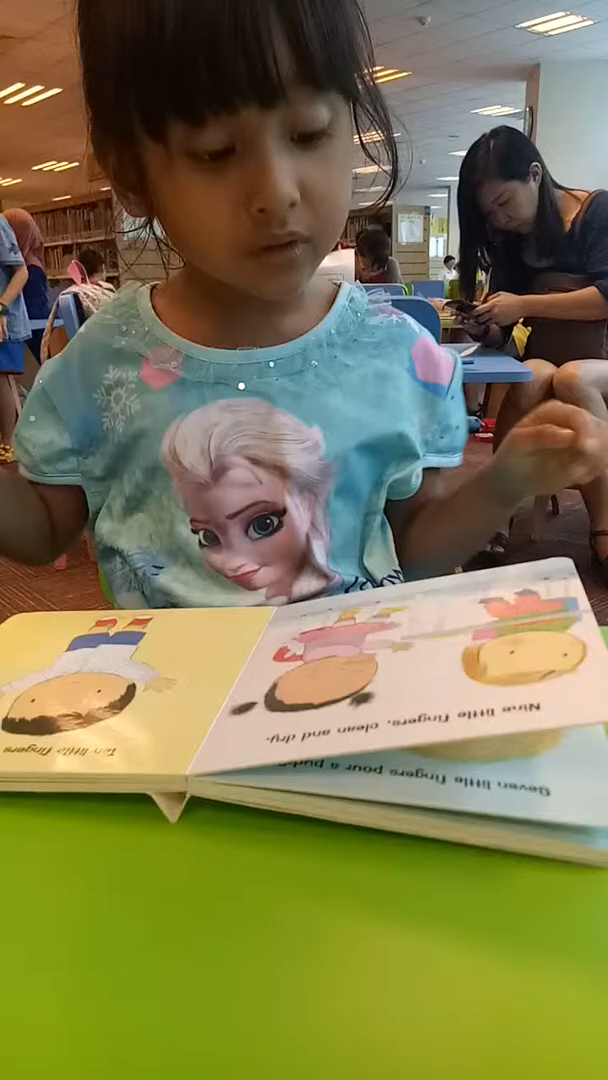 Seven little fingers pour a
Nine little fingers, clean and dry.
Ten little fingers